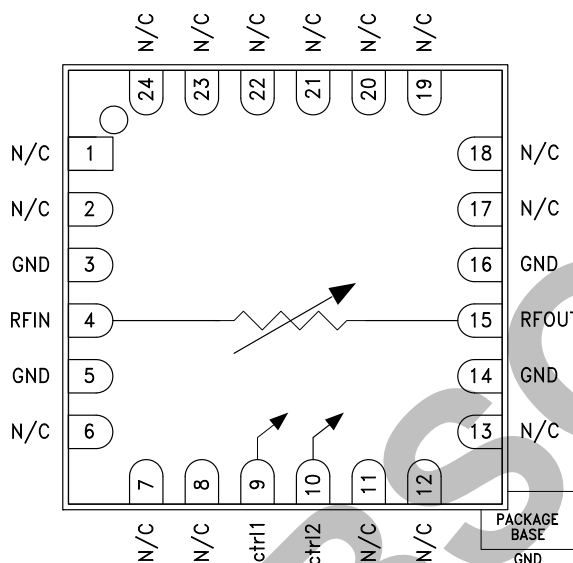 N/C N/C N/C N/C N/C N/C
24 23 22 21 20 19
N/C 1 18 N/C
N/C 2 17 N/C
GND 3 16 GND
RFIN 4 15 RFOUT
GND 5 14 GND
N/C 6 13 N/C
7 8 9 10 11 12
N/C N/C ctrl1 ctrl2 N/C N/C
PACKAGE
BASE
GND